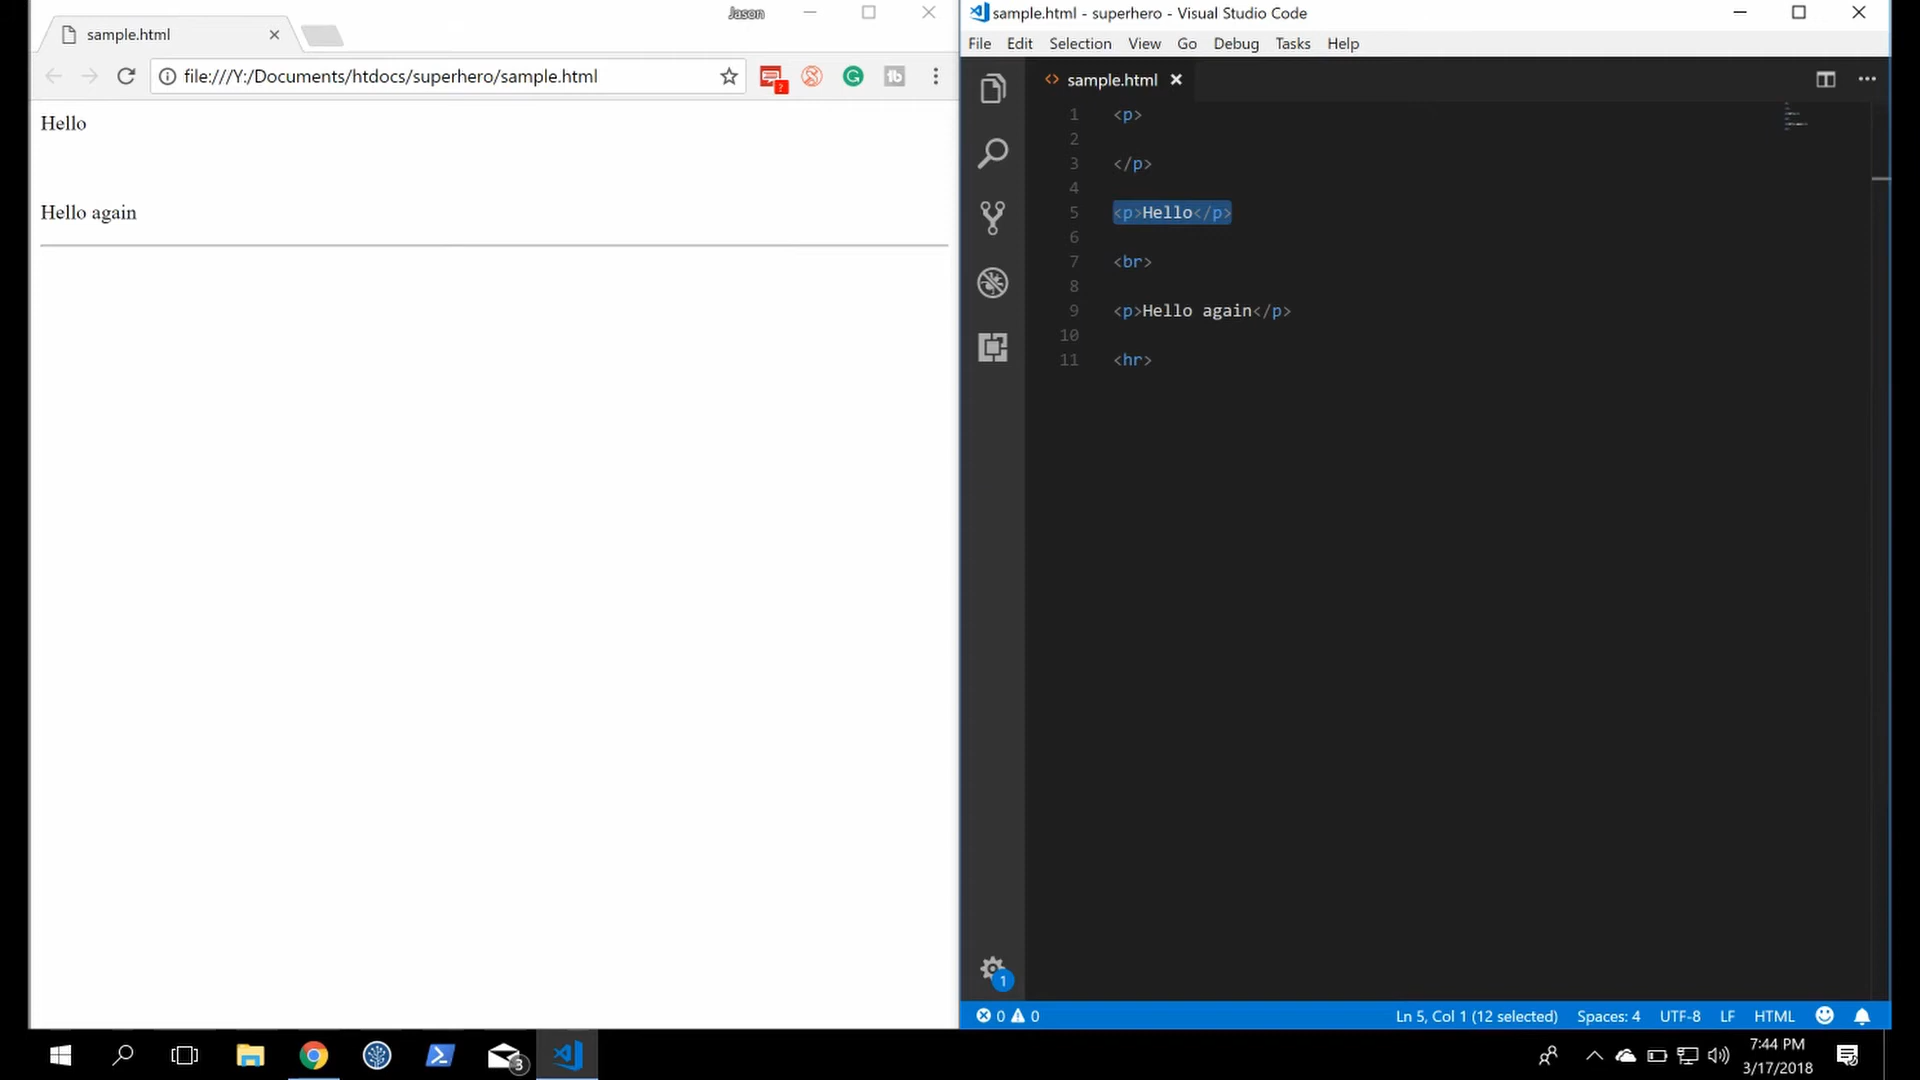 Jason
sample.html
file:///Y:/Documents/htdocs/superhero/sample.html
?
1b
Hello
Hello again
sample.html - superhero - Visual Studio Code
File Edit Selection View Go Debug Tasks Help
<> sample.html
1 <p>
2
3 </p>
4
5 <p>Hello</p>
6
7 <br>
8
9 <p>Hello again</p>
10
11 <hr>
1
0 0
Ln 5, Col 1 (12 selected) Spaces: 4 UTF-8 LF HTML
3
7:44 PM
3/17/2018